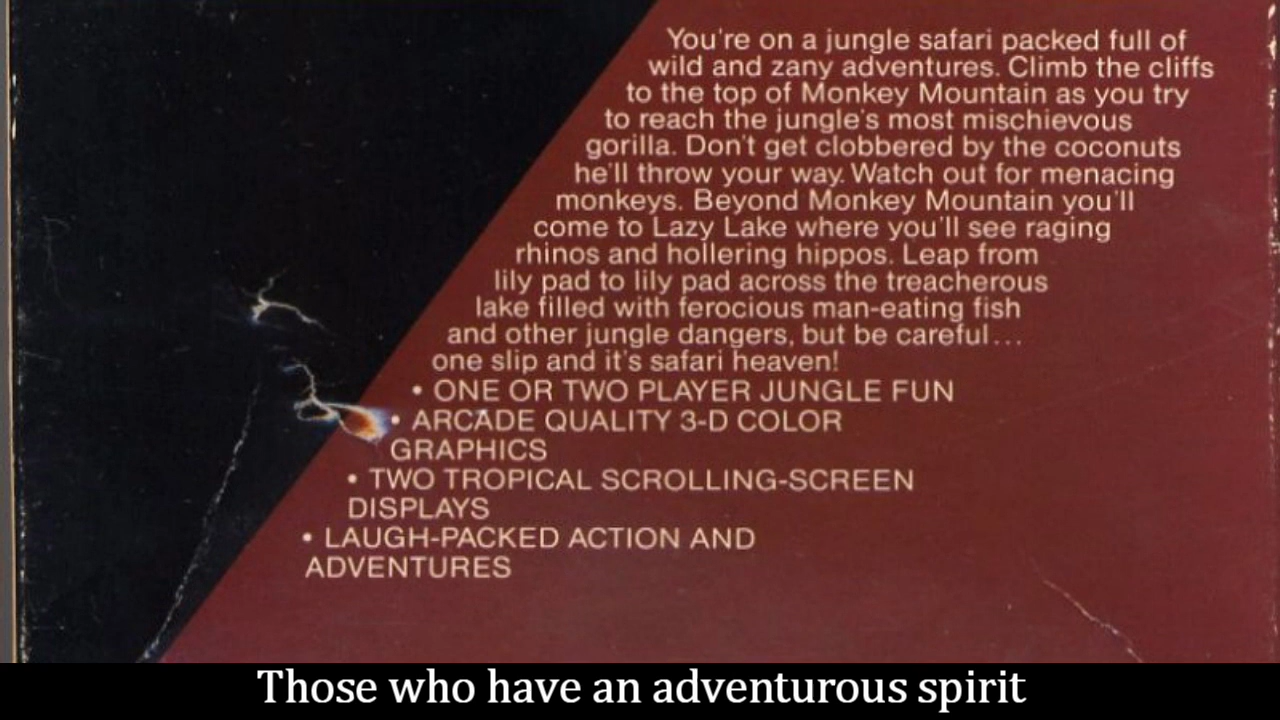 You're on a jungle safari packed full of
wild and zany adventures. Climb the cliffs
to the top of Monkey Mountain as you try
to reach the jungle's most mischievous
gorilla. Don't get clobbered by the coconuts
he'll throw your way. Watch out for menacing
monkeys. Beyond Monkey Mountain you'll
come to Lazy Lake where you'll see raging
rhinos and hollering hippos. Leap from
lily pad to lily pad across the treacherous
lake filled with ferocious man-eating fish
and other jungle dangers, but be careful...
one slip and it's safari heaven!
• ONE OR TWO PLAYER JUNGLE FUN
• ARCADE QUALITY 3-D COLOR
GRAPHICS
• TWO TROPICAL SCROLLING-SCREEN
DISPLAYS
• LAUGH-PACKED ACTION AND
ADVENTURES
Those who have an adventurous spirit